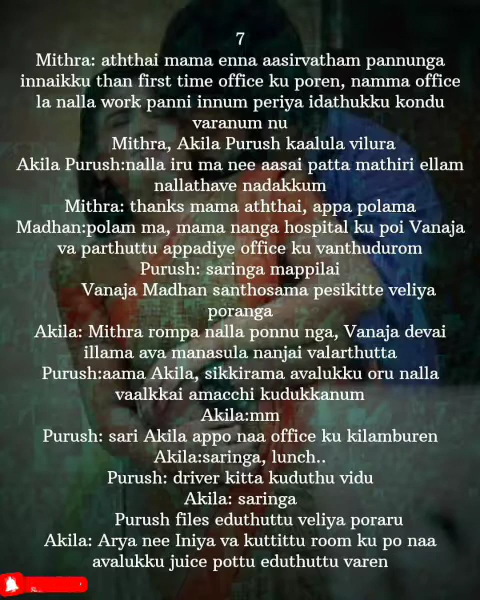 7
Mithra: aththai mama enna aasirvatham pannunga
innaikku than first time office ku poren, namma office
la nalla work panni innum periya idathukku kondu
varanum nu
Mithra, Akila Purush kaalula vilura
Akila Purush:nalla iru ma nee aasai patta mathiri ellam
nallathave nadakkum
Mithra: thanks mama aththai, appa polama
Madhan:polam ma, mama nanga hospital ku poi Vanaja
va parthuttu appadiye office ku vanthudurom
Purush: saringa mappilai
Vanaja Madhan santhosama pesikitte veliya
poranga
Akila: Mithra rompa nalla ponnu nga, Vanaja devai
illama ava manasula nanjai valarthutta
Purush:aama Akila, sikkirama avalukku oru nalla
vaalkkai amacchi kudukkanum
Akila:mm
Purush: sari Akila appo naa office ku kilamburen
Akila:saringa, lunch..
Purush: driver kitta kuduthu vidu
Akila: saringa
Purush files eduthuttu veliya poraru
Akila: Arya nee Iniya va kuttittu room ku po naa
avalukku juice pottu eduthuttu varen